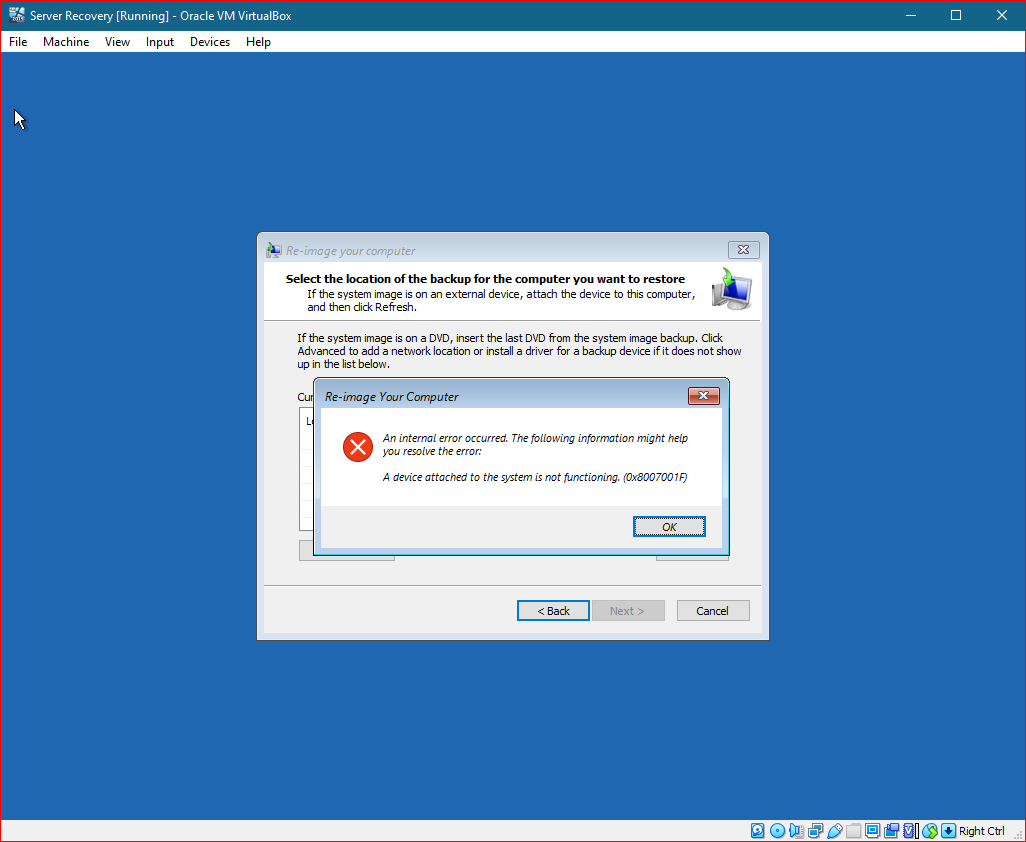 Server Recovery [Running] - Oracle VM VirtualBox
File Machine View Input Devices Help
Re-image your computer
Select the location of the backup for the computer you want to restore
If the system image is on an external device, attach the device to this computer,
and then click Refresh.
If the system image is on a DVD, insert the last DVD from the system image backup. Click
Advanced to add a network location or install a driver for a backup device if it does not show
up in the list below.
Re-image Your Computer
An internal error occurred. The following information might help
you resolve the error:
A device attached to the system is not functioning. (0x8007001F)
OK
< Back Next > Cancel
Right Ctrl